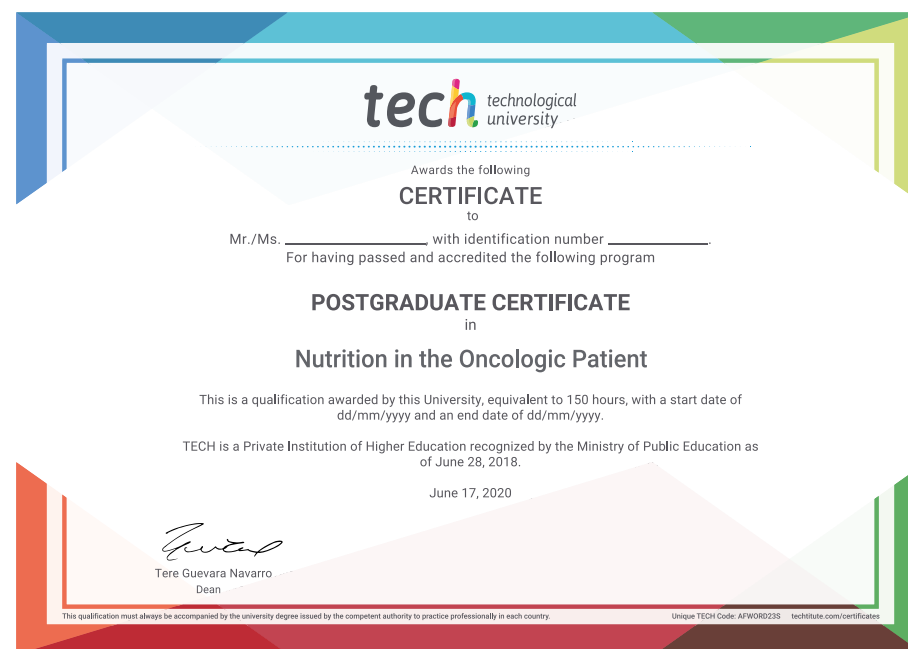 tech technological
university
Awards the following
CERTIFICATE
to
Mr./Ms. ____________________, with identification number ______________.
For having passed and accredited the following program
POSTGRADUATE CERTIFICATE
in
Nutrition in the Oncologic Patient
This is a qualification awarded by this University, equivalent to 150 hours, with a start date of
dd/mm/yyyy and an end date of dd/mm/yyyy.
TECH is a Private Institution of Higher Education recognized by the Ministry of Public Education as
of June 28, 2018.
June 17, 2020
Tere Guevara Navarro
Dean
This qualification must always be accompanied by the university degree issued by the competent authority to practice professionally in each country. Unique TECH Code: AFWORD23S techtitute.com/certificates